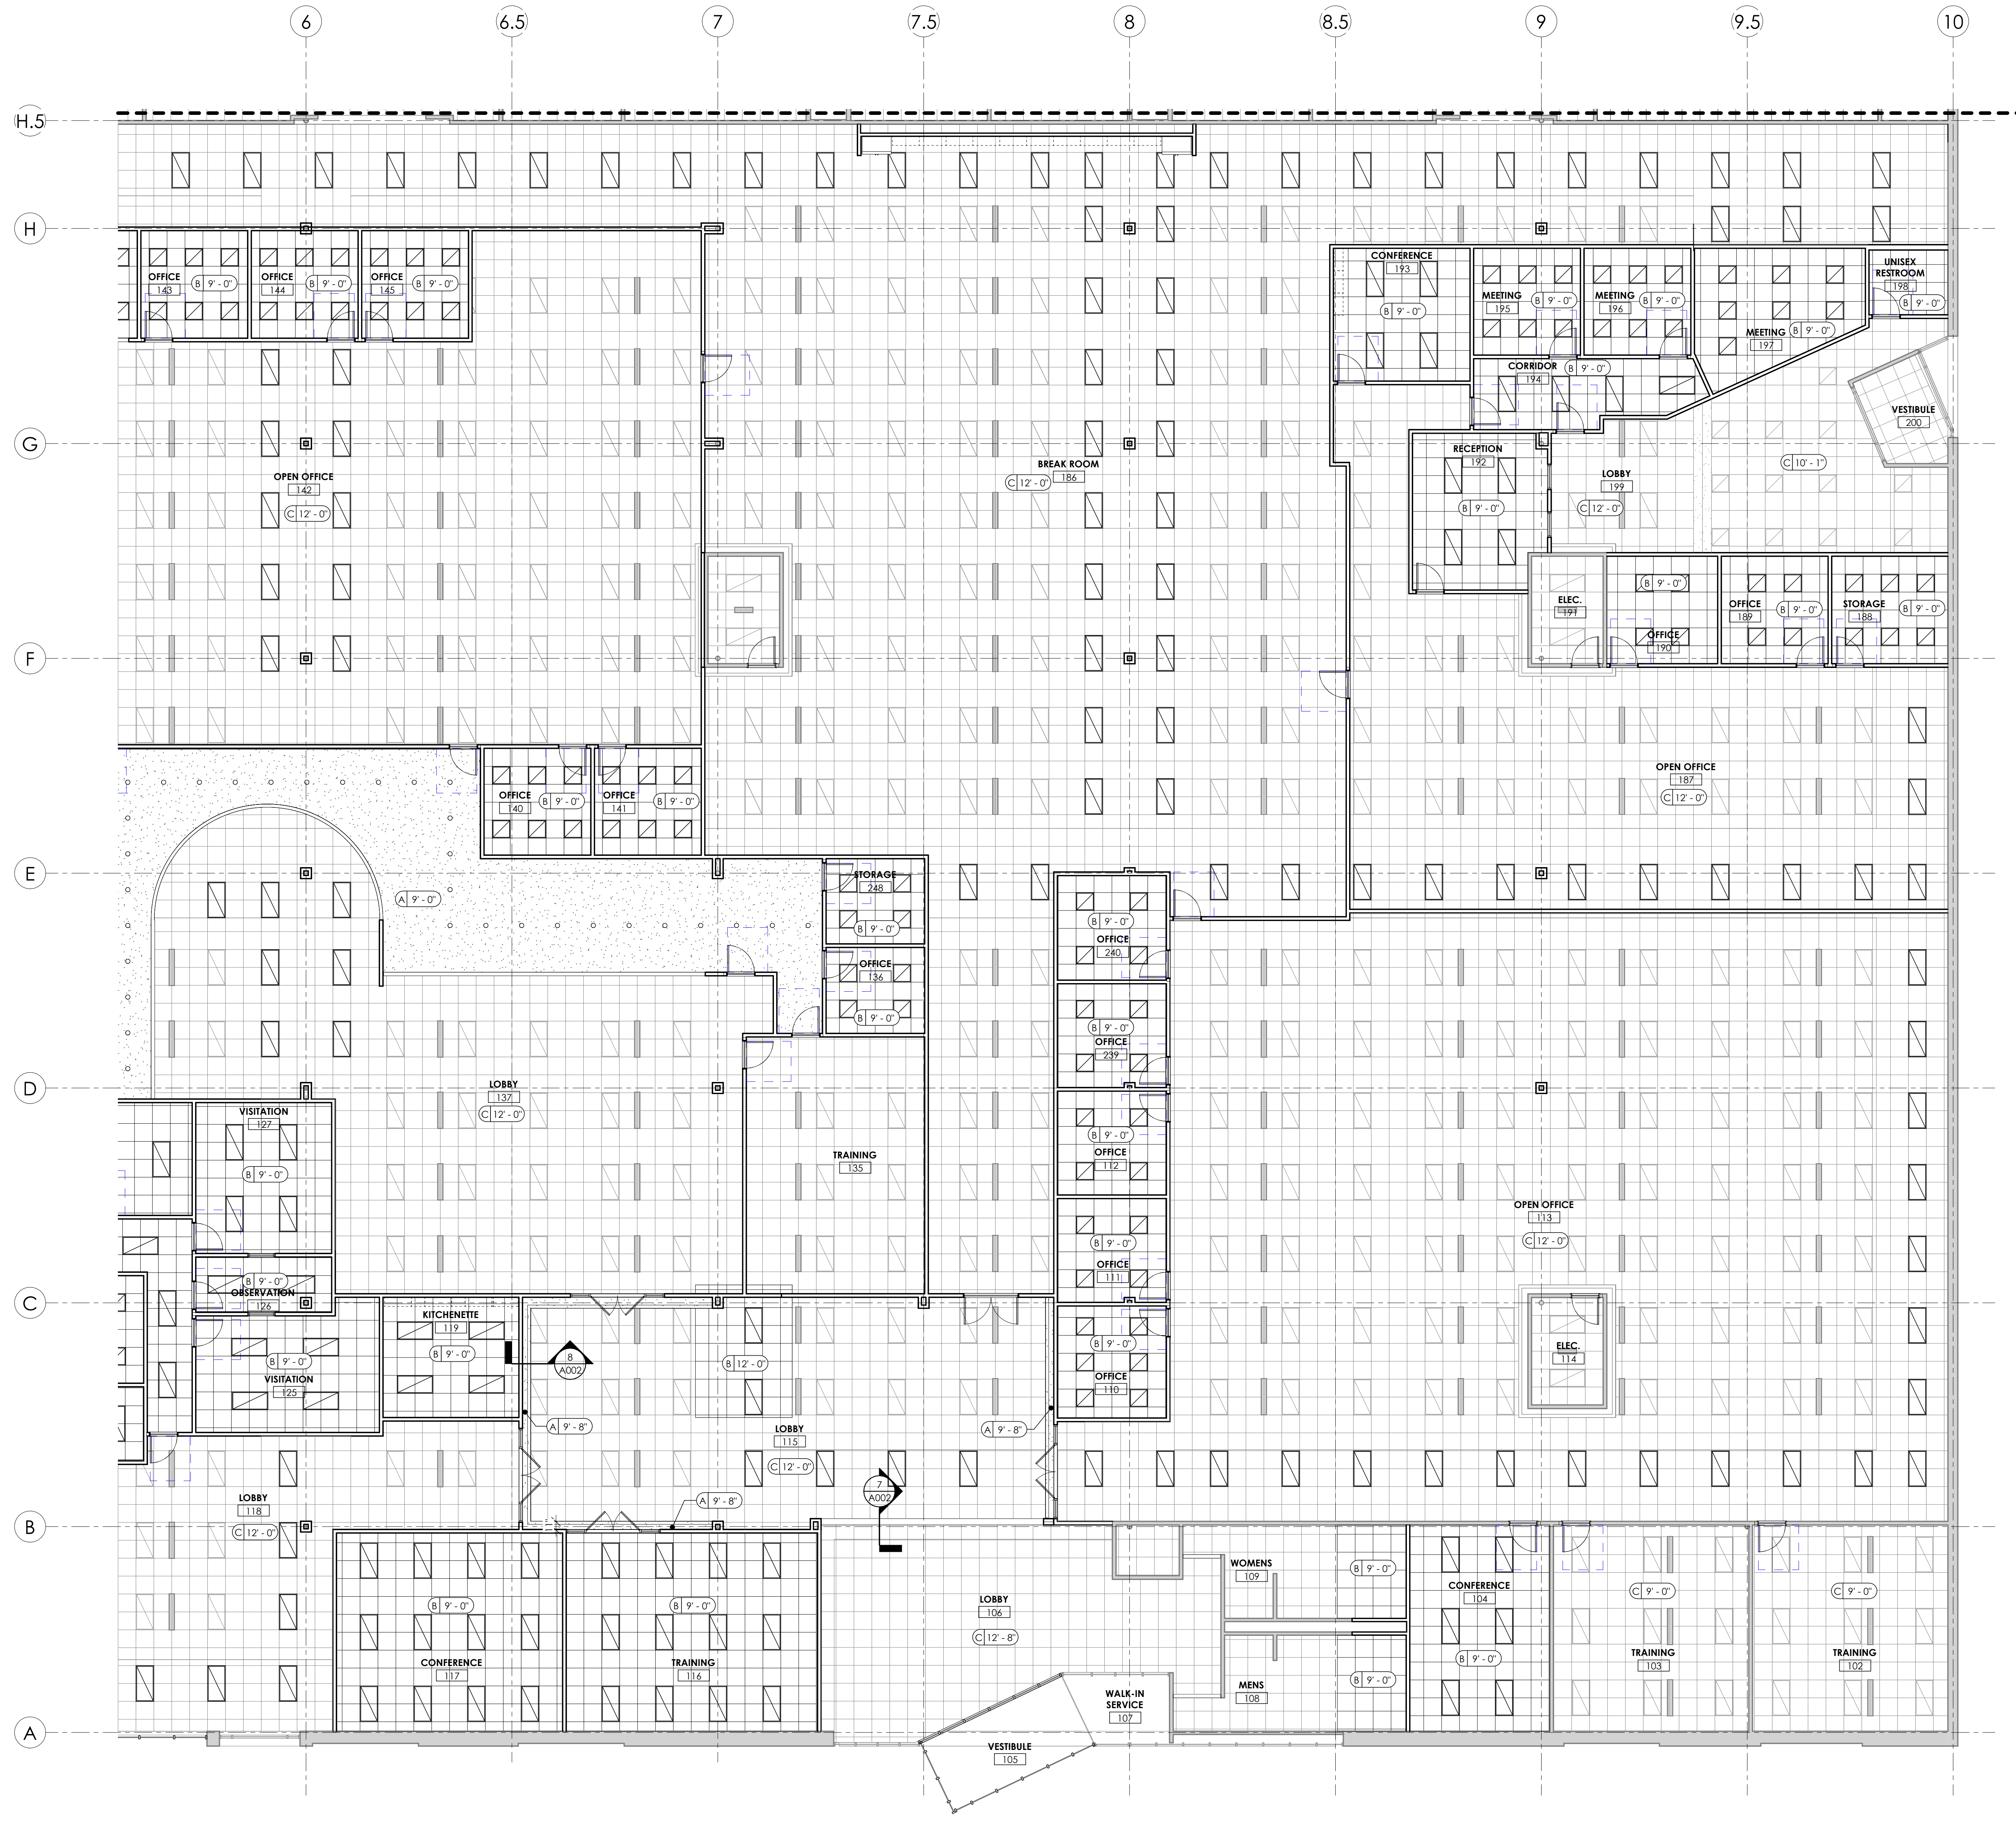 6 6.5 7 7.5 8 8.5 9 9.5 10
H.5
H
OFFICE
143
B 9' - 0"
OFFICE
144
B 9' - 0"
OFFICE
145
B 9' - 0"
CONFERENCE
193
B 9' - 0"
MEETING
195
B 9' - 0"
MEETING
196
B 9' - 0"
MEETING
197
B 9' - 0"
UNISEX
RESTROOM
198
B 9' - 0"
CORRIDOR
194
B 9' - 0"
VESTIBULE
200
G
OPEN OFFICE
142
C 12' - 0"
BREAK ROOM
186
C 12' - 0"
RECEPTION
192
B 9' - 0"
LOBBY
199
C 12' - 0"
C 10' - 1"
ELEC.
191
B 9' - 0"
OFFICE
190
OFFICE
189
B 9' - 0"
STORAGE
188
B 9' - 0"
F
OPEN OFFICE
187
C 12' - 0"
OFFICE
140
B 9' - 0"
OFFICE
141
B 9' - 0"
E
A 9' - 0"
STORAGE
248
B 9' - 0"
OFFICE
136
B 9' - 0"
B 9' - 0"
OFFICE
240
B 9' - 0"
OFFICE
239
D
LOBBY
137
C 12' - 0"
VISITATION
127
B 9' - 0"
TRAINING
135
B 9' - 0"
OFFICE
112
B 9' - 0"
OFFICE
111
OPEN OFFICE
113
C 12' - 0"
B 9' - 0"
OBSERVATION
126
C
KITCHENETTE
119
B 9' - 0"
8
A002
B 12' - 0"
B 9' - 0"
OFFICE
110
ELEC.
114
B 9' - 0"
VISITATION
125
A 9' - 8"
LOBBY
115
C 12' - 0"
A 9' - 8"
7
A002
A 9' - 8"
LOBBY
118
C 12' - 0"
B
B 9' - 0"
CONFERENCE
117
B 9' - 0"
TRAINING
116
LOBBY
106
C 12' - 8"
WOMENS
109
B 9' - 0"
MENS
108
B 9' - 0"
CONFERENCE
104
B 9' - 0"
C 9' - 0"
TRAINING
103
C 9' - 0"
TRAINING
102
WALK-IN
SERVICE
107
A
VESTIBULE
105